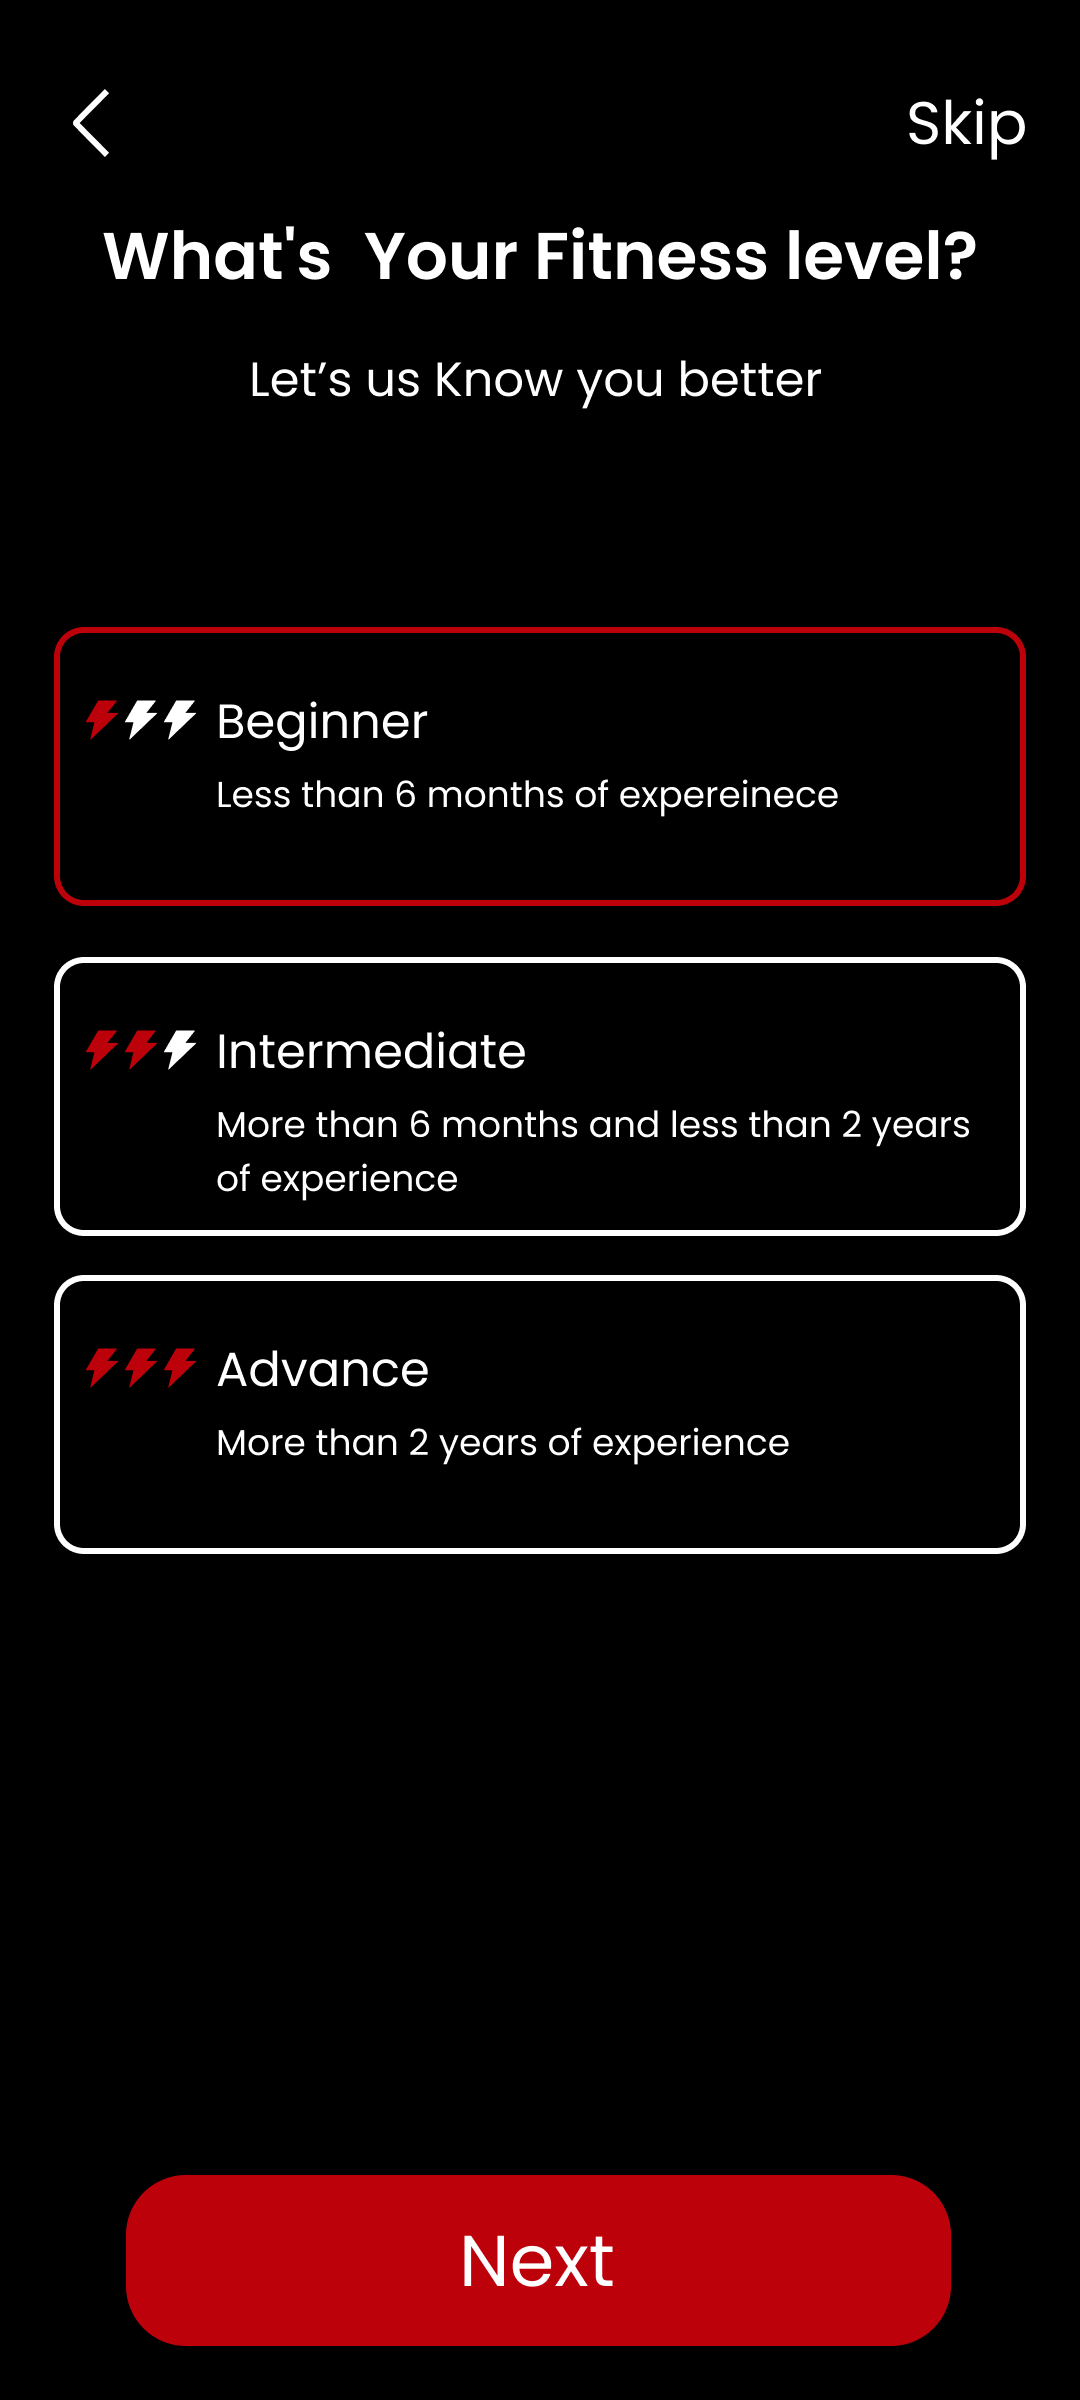 Skip
What's  Your Fitness level?
Let’s us Know you better
Beginner
Less than 6 months of expereinece
Intermediate
More than 6 months and less than 2 years
of experience
Advance
More than 2 years of experience
Next